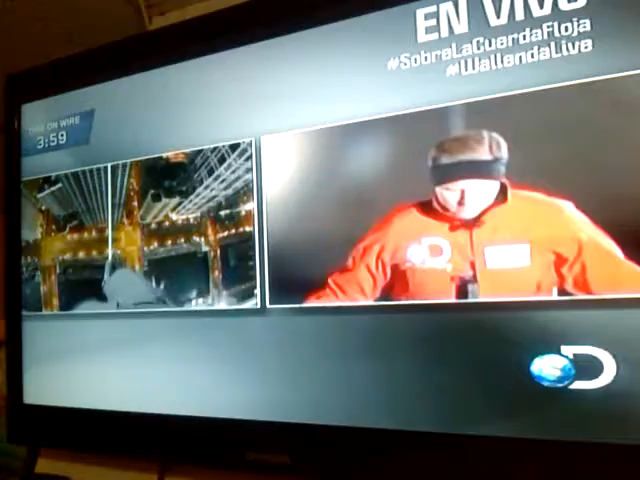 EN VIVO
#SobreLaCuerdaFloja
#WallendaLive
TIME ON WIRE
3:59
D
D